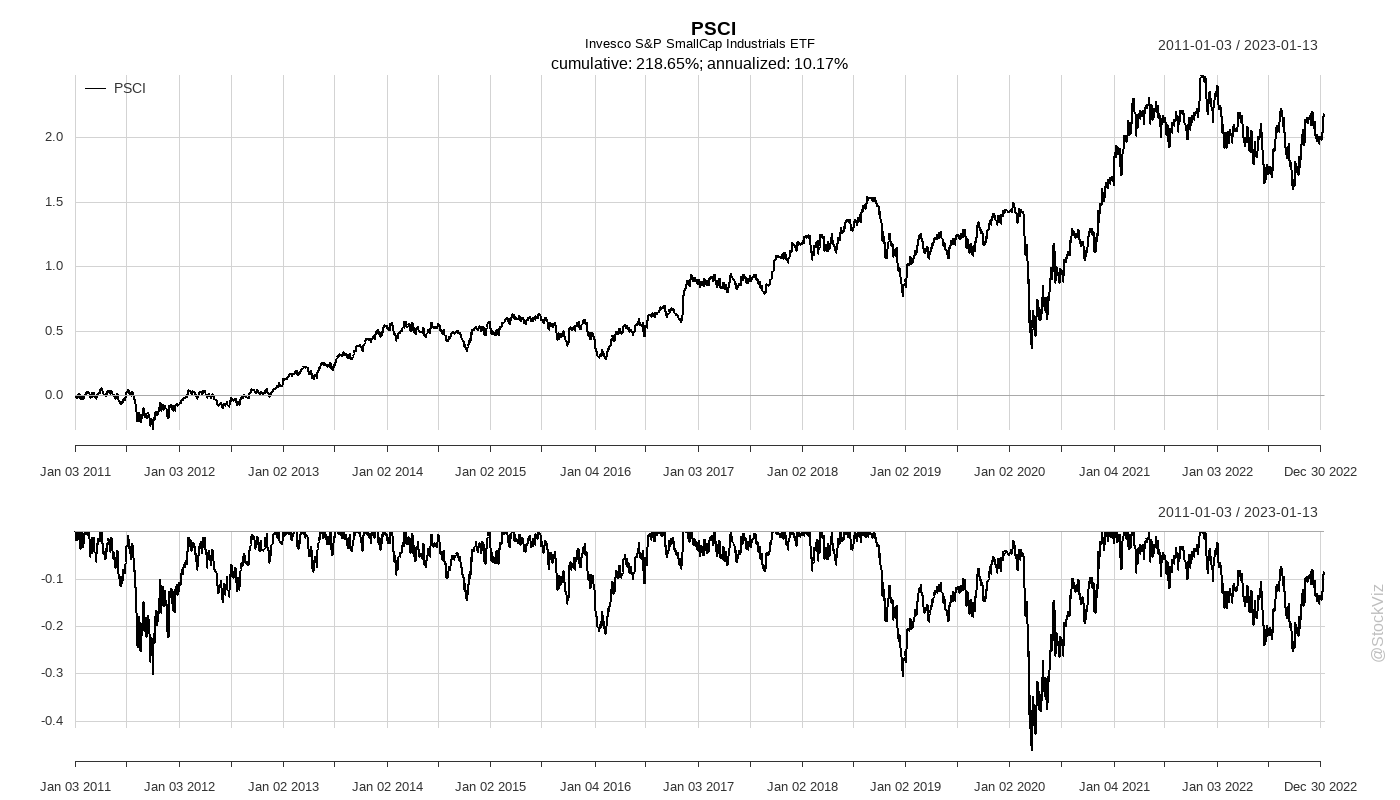 PSCI
Invesco S&P SmallCap Industrials ETF
cumulative: 218.65%; annualized: 10.17%
2011-01-03 / 2023-01-13
PSCI
2.0
1.5
1.0
0.5
0.0
Jan 03 2011 Jan 03 2012 Jan 02 2013 Jan 02 2014 Jan 02 2015 Jan 04 2016 Jan 03 2017 Jan 02 2018 Jan 02 2019 Jan 02 2020 Jan 04 2021 Jan 03 2022 Dec 30 2022
2011-01-03 / 2023-01-13
-0.1
-0.2
-0.3
-0.4
Jan 03 2011 Jan 03 2012 Jan 02 2013 Jan 02 2014 Jan 02 2015 Jan 04 2016 Jan 03 2017 Jan 02 2018 Jan 02 2019 Jan 02 2020 Jan 04 2021 Jan 03 2022 Dec 30 2022
@StockViz